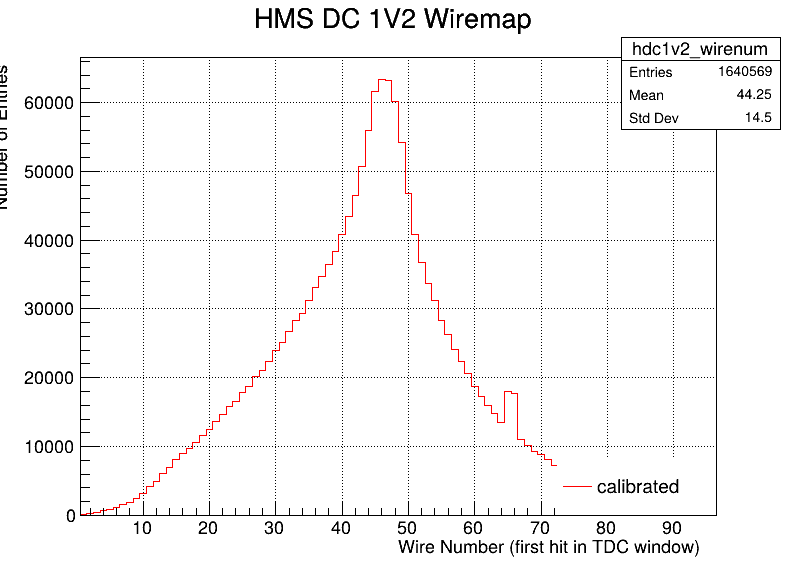 HMS DC 1V2 Wiremap
hdc1v2_wirenum
Entries 1640569
Mean 44.25
Std Dev 14.5
Number of Entries
60000
50000
40000
30000
20000
10000
0
10 20 30 40 50 60 70 80 90
calibrated
Wire Number (first hit in TDC window)